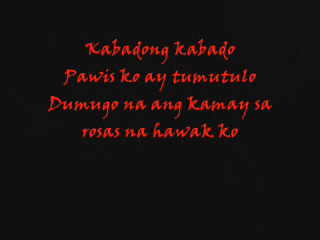 Kabadong kabado
Pawis ko ay tumutulo
Dumugo na ang kamay sa
rosas na hawak ko